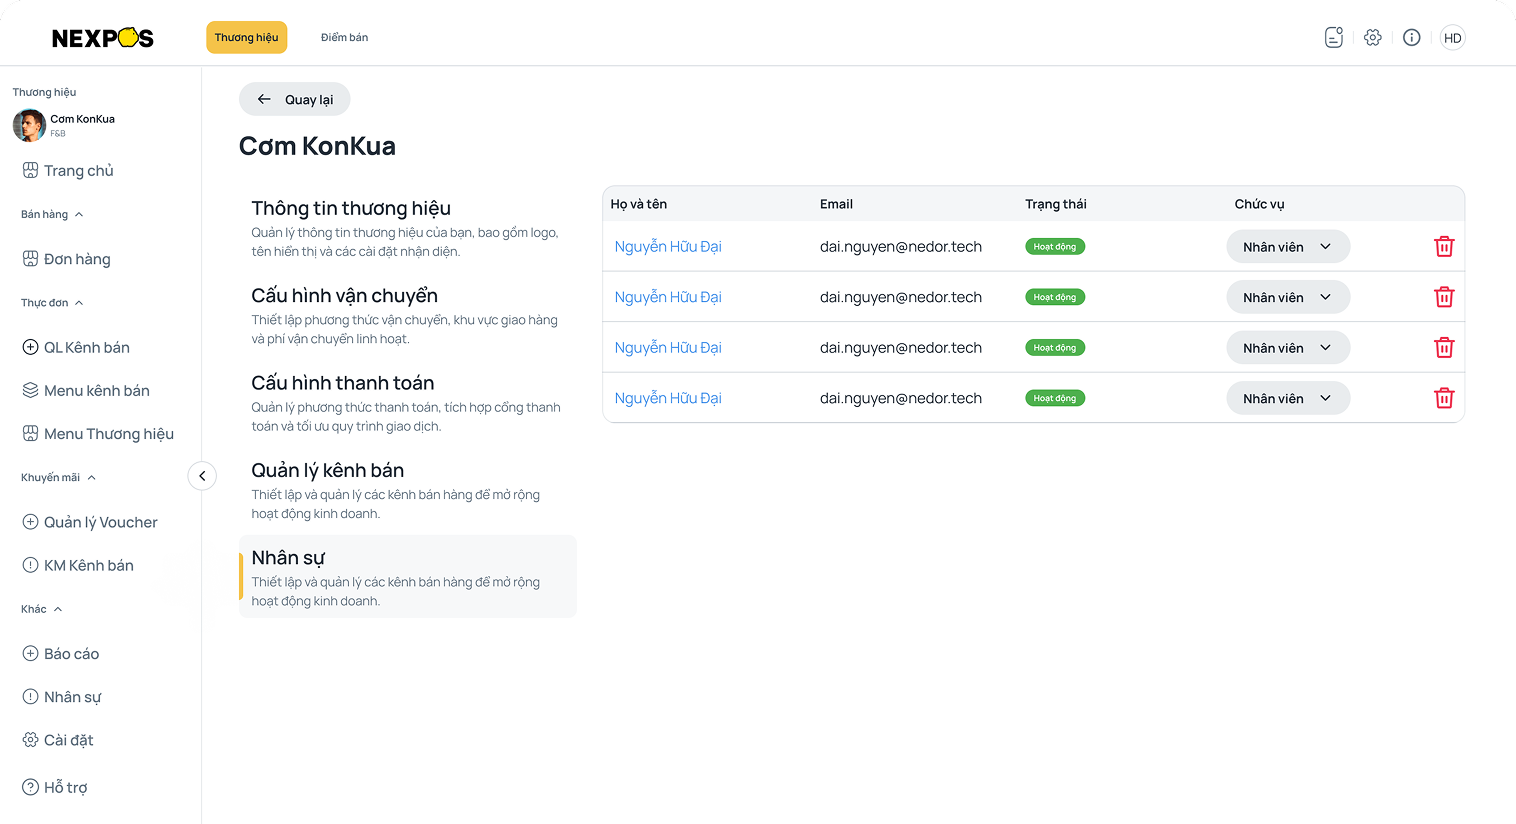 NEXPOS
Thương hiệu
Điểm bán
HD
Thương hiệu
Cơm KonKua
F&B
Trang chủ
Bán hàng
Đơn hàng
Thực đơn
QL Kênh bán
Menu kênh bán
Menu Thương hiệu
Khuyến mãi
Quản lý Voucher
KM Kênh bán
Khác
Báo cáo
Nhân sự
Cài đặt
Hỗ trợ
Quay lại
Cơm KonKua
Thông tin thương hiệu
Quản lý thông tin thương hiệu của bạn, bao gồm logo,
tên hiển thị và các cài đặt nhận diện.
Cấu hình vận chuyển
Thiết lập phương thức vận chuyển, khu vực giao hàng
và phí vận chuyển linh hoạt.
Cấu hình thanh toán
Quản lý phương thức thanh toán, tích hợp cổng thanh
toán và tối ưu quy trình giao dịch.
Quản lý kênh bán
Thiết lập và quản lý các kênh bán hàng để mở rộng
hoạt động kinh doanh.
Nhân sự
Thiết lập và quản lý các kênh bán hàng để mở rộng
hoạt động kinh doanh.
Họ và tên Email Trạng thái Chức vụ
Nguyễn Hữu Đại dai.nguyen@nedor.tech Hoạt động Nhân viên
Nguyễn Hữu Đại dai.nguyen@nedor.tech Hoạt động Nhân viên
Nguyễn Hữu Đại dai.nguyen@nedor.tech Hoạt động Nhân viên
Nguyễn Hữu Đại dai.nguyen@nedor.tech Hoạt động Nhân viên